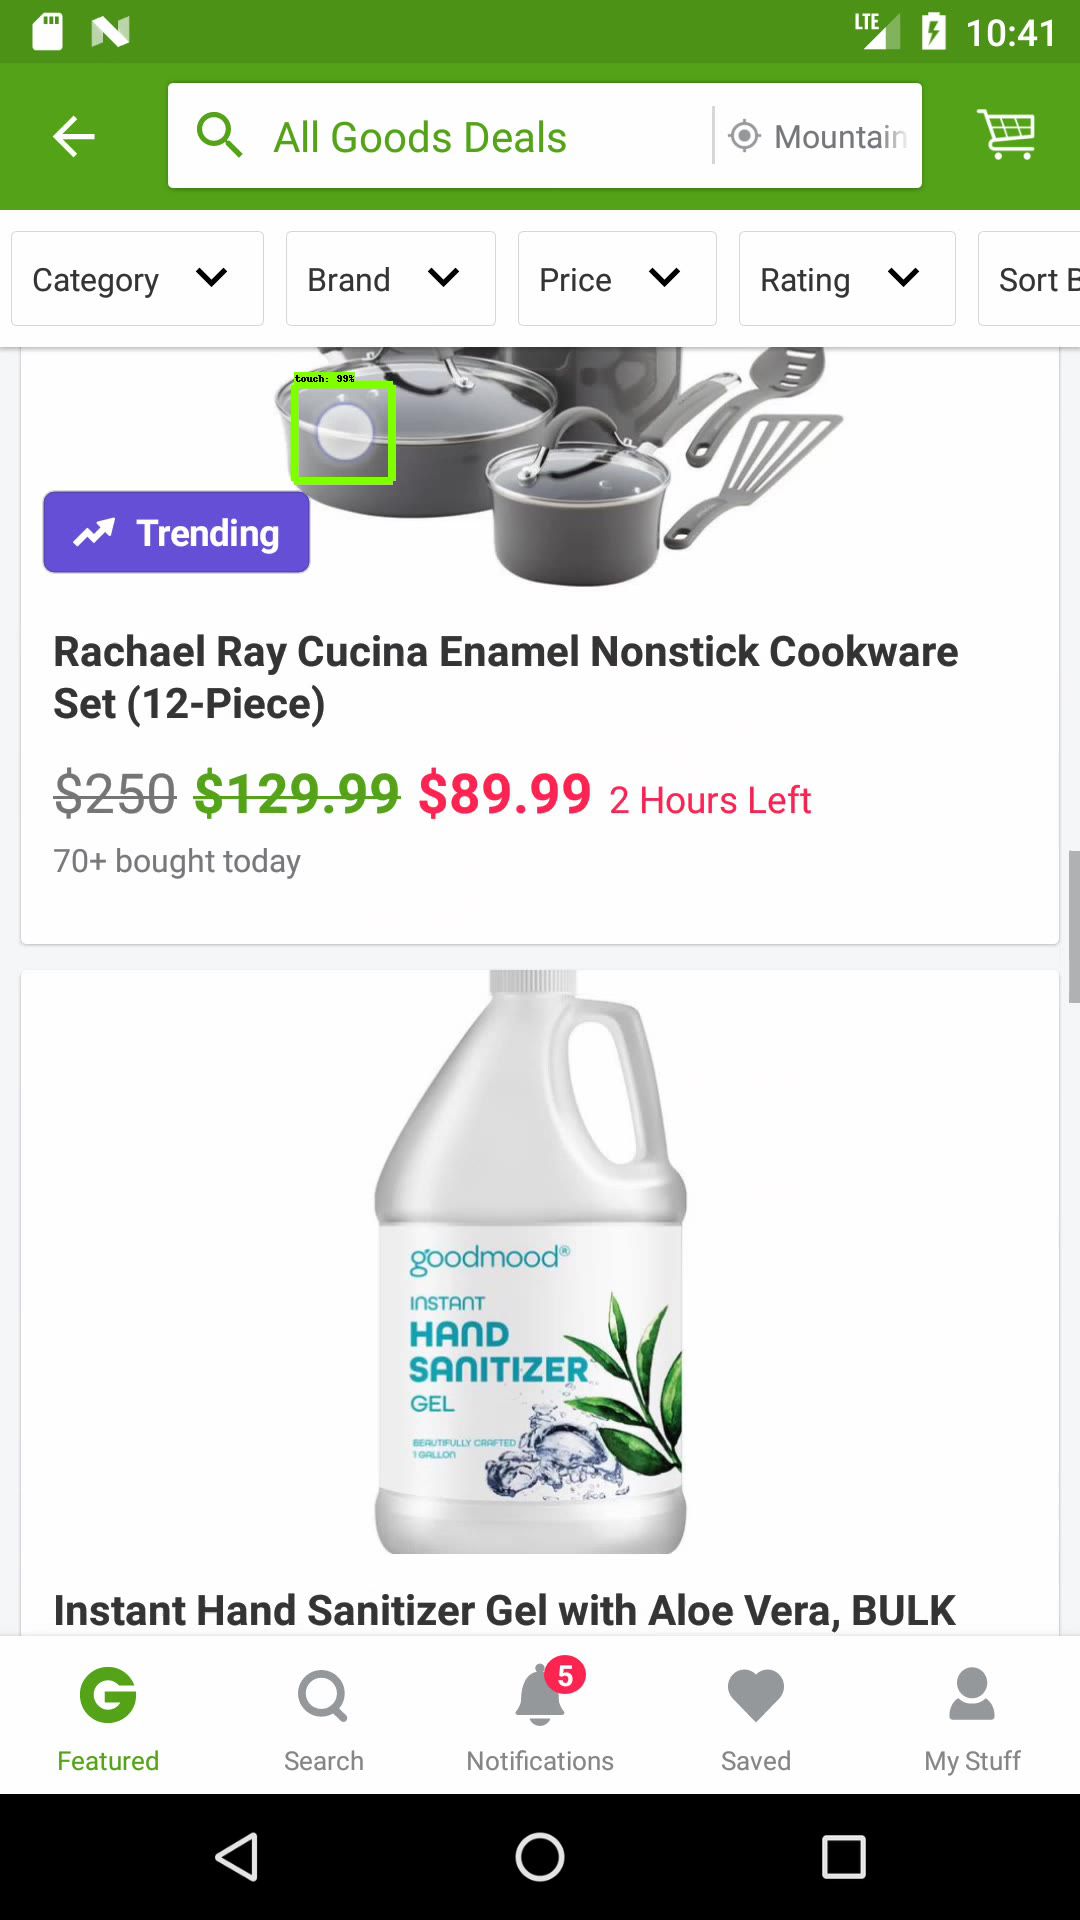 LTE 10:41
All Goods Deals Mountain
Category Brand Price Rating Sort B
touch: 99%
Trending
Rachael Ray Cucina Enamel Nonstick Cookware
Set (12-Piece)
$250 $129.99 $89.99 2 Hours Left
70+ bought today
goodmood®
INSTANT
HAND
SANITIZER
GEL
BEAUTIFULLY CRAFTED
1 GALLON
Instant Hand Sanitizer Gel with Aloe Vera, BULK
5
Featured Search Notifications Saved My Stuff